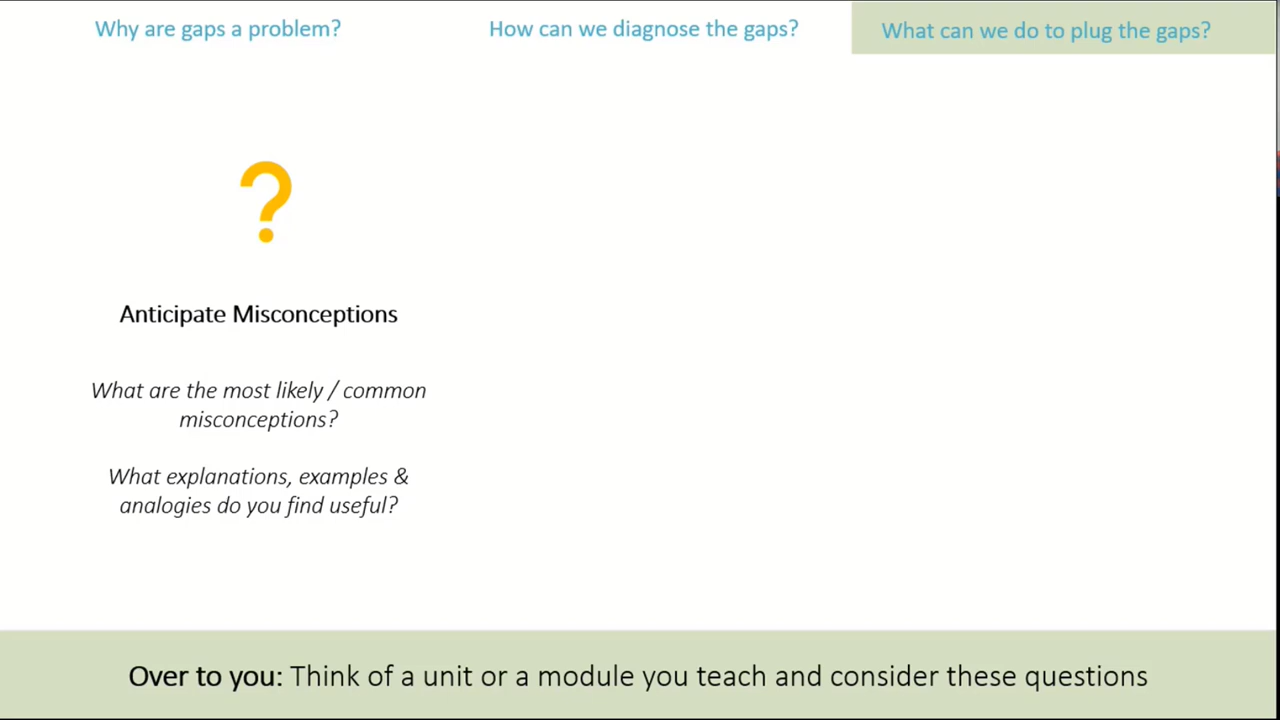 Why are gaps a problem?
How can we diagnose the gaps?
What can we do to plug the gaps?
?
Anticipate Misconceptions
What are the most likely / common
misconceptions?
What explanations, examples &
analogies do you find useful?
Over to you: Think of a unit or a module you teach and consider these questions